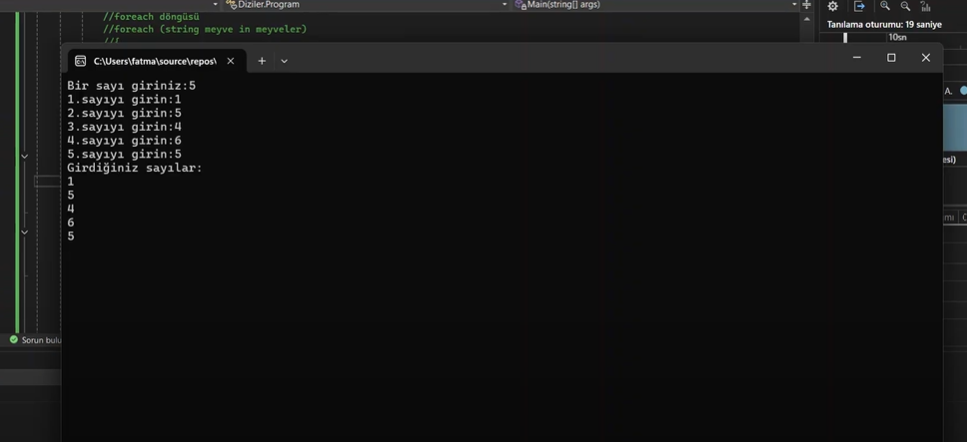 Diziler.Program
Main(string[] args)
//foreach döngüsü
//foreach (string meyve in meyveler)
//{
Tanılama oturumu: 19 saniye
10sn
C:\Users\fatma\source\repos\
Bir sayı giriniz:5
1.sayıyı girin:1
2.sayıyı girin:5
3.sayıyı girin:4
4.sayıyı girin:6
5.sayıyı girin:5
Girdiğiniz sayılar:
1
5
4
6
5
A.
esi)
Sorun bulu